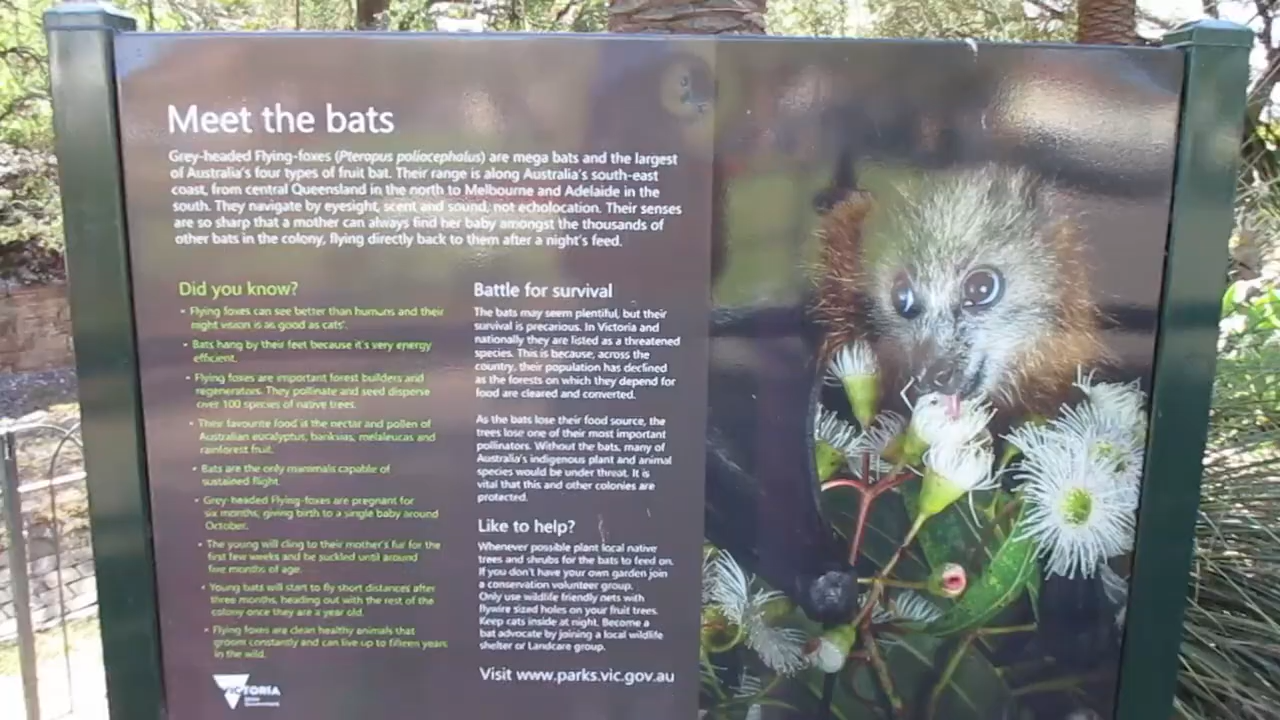 Meet the bats
Grey-headed Flying-foxes (Pteropus poliocephalus) are mega bats and the largest
of Australia's four types of fruit bat. Their range is along Australia's south-east
coast, from central Queensland in the north to Melbourne and Adelaide in the
south. They navigate by eyesight, scent and sound, not echolocation. Their senses
are so sharp that a mother can always find her baby amongst the thousands of
other bats in the colony, flying directly back to them after a night's feed.
Did you know?
• Flying foxes can see better than humans and their
night vision is as good as cats'.
• Bats hang by their feet because it's very energy
efficient.
• Flying foxes are important forest builders and
regenerators. They pollinate and seed disperse
over 100 species of native trees.
• Their favourite food is the nectar and pollen of
Australian eucalyptus, banksias, melaleucas and
rainforest fruit.
• Bats are the only mammals capable of
sustained flight.
• Grey-headed Flying-foxes are pregnant for
six months, giving birth to a single baby around
October.
• The young will cling to their mother's fur for the
first few weeks and be suckled until around
five months of age.
• Young bats will start to fly short distances after
three months, heading out with the rest of the
colony once they are a year old.
• Flying foxes are clean healthy animals that
groom constantly and can live up to fifteen years
in the wild.
Battle for survival
The bats may seem plentiful, but their
survival is precarious. In Victoria and
nationally they are listed as a threatened
species. This is because, across the
country, their population has declined
as the forests on which they depend for
food are cleared and converted.
As the bats lose their food source, the
trees lose one of their most important
pollinators. Without the bats, many of
Australia's indigenous plant and animal
species would be under threat. It is
vital that this and other colonies are
protected.
Like to help?
Whenever possible plant local native
trees and shrubs for the bats to feed on.
If you don't have your own garden join
a conservation volunteer group.
Only use wildlife friendly nets with
flywire sized holes on your fruit trees.
Keep cats inside at night. Become a
bat advocate by joining a local wildlife
shelter or Landcare group.
Visit www.parks.vic.gov.au
VICTORIA
State
Government